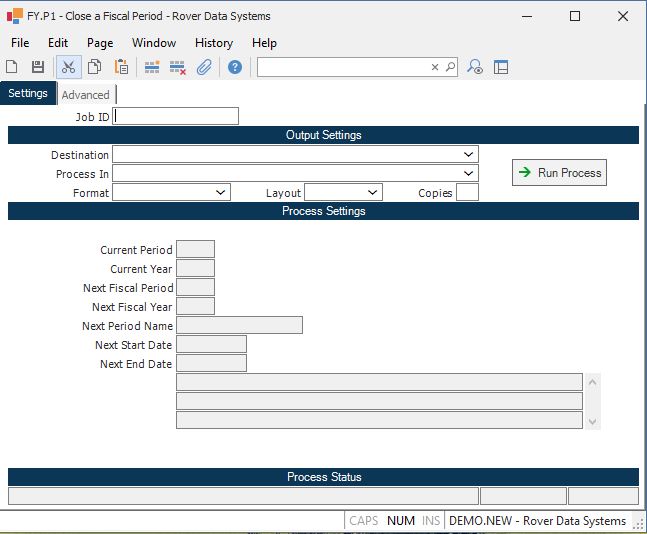 FY.P1 - Close a Fiscal Period - Rover Data Systems
File Edit Page Window History Help
Settings Advanced
Job ID
Output Settings
Destination
Process In
Run Process
Format Layout Copies
Process Settings
Current Period
Current Year
Next Fiscal Period
Next Fiscal Year
Next Period Name
Next Start Date
Next End Date
Process Status
CAPS NUM INS DEMO.NEW - Rover Data Systems